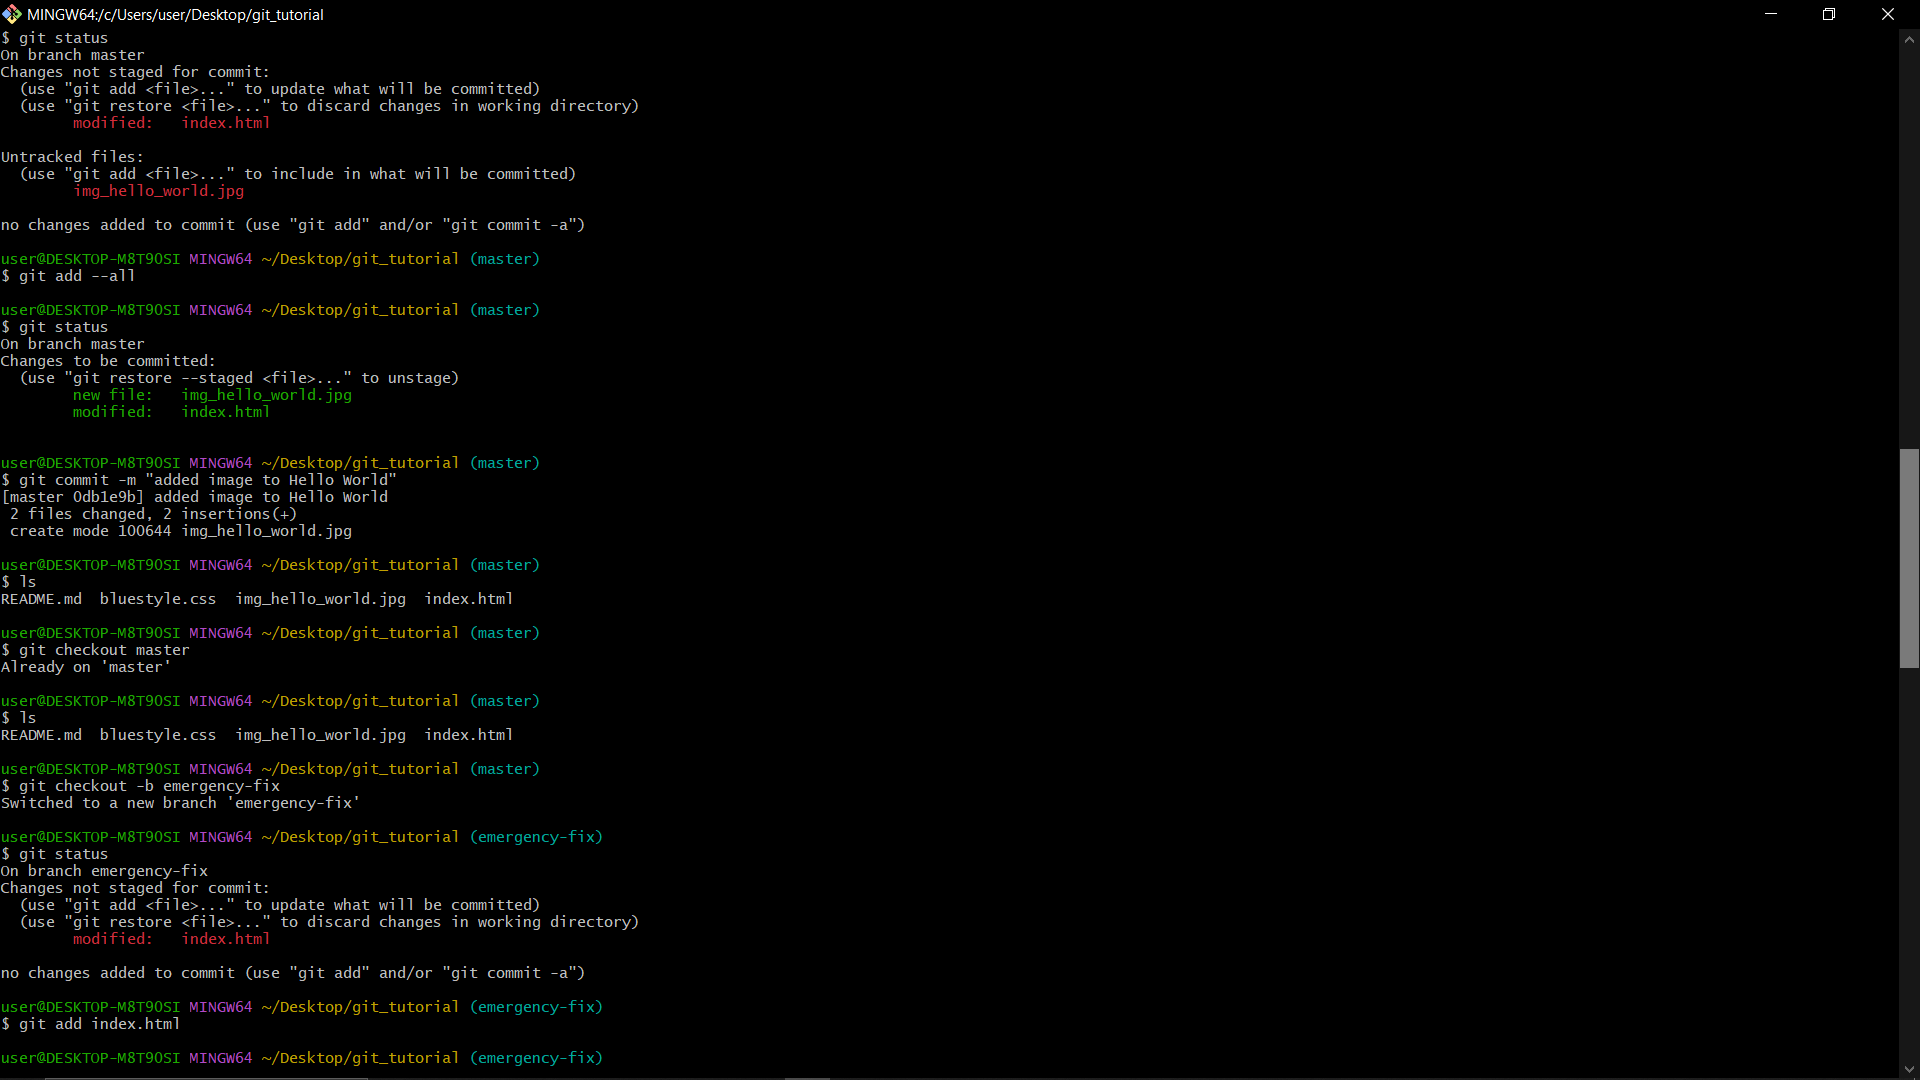 MINGW64:/c/Users/user/Desktop/git_tutorial
$ git status
On branch master
Changes not staged for commit:
  (use "git add <file>..." to update what will be committed)
  (use "git restore <file>..." to discard changes in working directory)
        modified:   index.html

Untracked files:
  (use "git add <file>..." to include in what will be committed)
        img_hello_world.jpg

no changes added to commit (use "git add" and/or "git commit -a")

user@DESKTOP-M8T9OSI MINGW64 ~/Desktop/git_tutorial (master)
$ git add --all

user@DESKTOP-M8T9OSI MINGW64 ~/Desktop/git_tutorial (master)
$ git status
On branch master
Changes to be committed:
  (use "git restore --staged <file>..." to unstage)
        new file:   img_hello_world.jpg
        modified:   index.html

user@DESKTOP-M8T9OSI MINGW64 ~/Desktop/git_tutorial (master)
$ git commit -m "added image to Hello World"
[master 0db1e9b] added image to Hello World
 2 files changed, 2 insertions(+)
 create mode 100644 img_hello_world.jpg

user@DESKTOP-M8T9OSI MINGW64 ~/Desktop/git_tutorial (master)
$ ls
README.md  bluestyle.css  img_hello_world.jpg  index.html

user@DESKTOP-M8T9OSI MINGW64 ~/Desktop/git_tutorial (master)
$ git checkout master
Already on 'master'

user@DESKTOP-M8T9OSI MINGW64 ~/Desktop/git_tutorial (master)
$ ls
README.md  bluestyle.css  img_hello_world.jpg  index.html

user@DESKTOP-M8T9OSI MINGW64 ~/Desktop/git_tutorial (master)
$ git checkout -b emergency-fix
Switched to a new branch 'emergency-fix'

user@DESKTOP-M8T9OSI MINGW64 ~/Desktop/git_tutorial (emergency-fix)
$ git status
On branch emergency-fix
Changes not staged for commit:
  (use "git add <file>..." to update what will be committed)
  (use "git restore <file>..." to discard changes in working directory)
        modified:   index.html

no changes added to commit (use "git add" and/or "git commit -a")

user@DESKTOP-M8T9OSI MINGW64 ~/Desktop/git_tutorial (emergency-fix)
$ git add index.html

user@DESKTOP-M8T9OSI MINGW64 ~/Desktop/git_tutorial (emergency-fix)